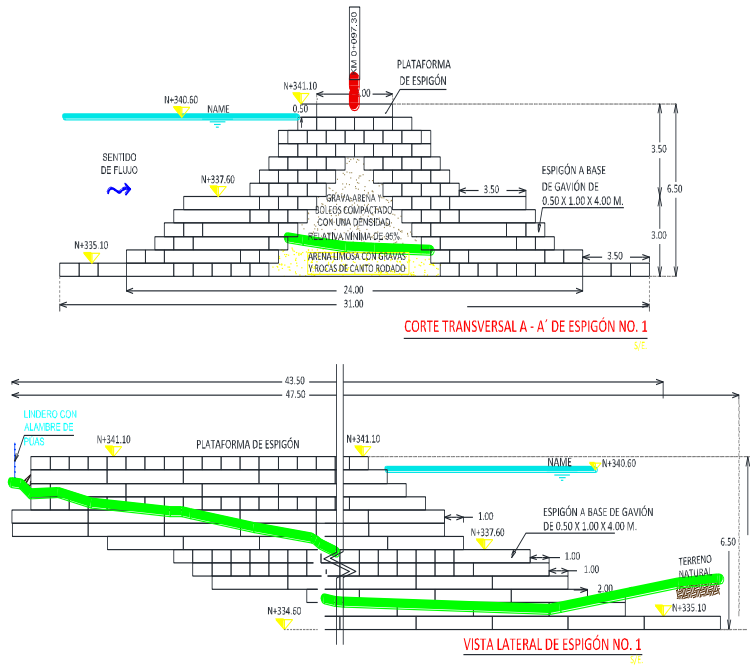 KM 0+097.30
N+341.10
PLATAFORMA
DE ESPIGÓN
N+340.60
NAME
0.50
.00
SENTIDO
DE FLUJO
N+337.60
3.50
3.50
6.50
ESPIGÓN A BASE
DE GAVIÓN DE
0.50 X 1.00 X 4.00 M.
GRAVA-ARENA Y
BOLEOS COMPACTADO
CON UNA DENSIDAD
RELATIVA MINIMA DE 95%
3.00
N+335.10
ARENA LIMOSA CON GRAVAS
Y ROCAS DE CANTO RODADO
3.50
24.00
31.00
CORTE TRANSVERSAL A - A´ DE ESPIGÓN NO. 1
S/E.
43.50
47.50
LINDERO CON
ALAMBRE DE
PUAS
N+341.10
PLATAFORMA DE ESPIGÓN
N+341.10
NAME
N+340.60
1.00
ESPIGÓN A BASE DE GAVIÓN
DE 0.50 X 1.00 X 4.00 M.
N+337.60
6.50
1.00
1.00
TERRENO
NATURAL
2.00
N+334.60
N+335.10
VISTA LATERAL DE ESPIGÓN NO. 1
S/E.